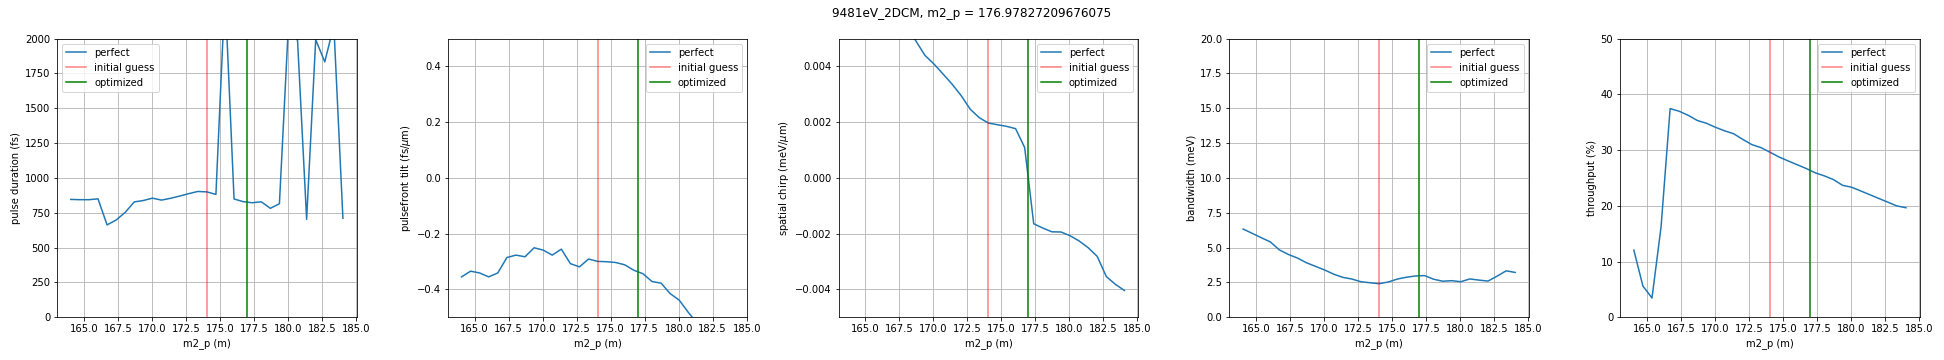 9481eV_2DCM, m2_p = 176.97827209676075
pulse duration (fs)
2000
1750
1500
1250
1000
750
500
250
0
perfect
initial guess
optimized
165.0 167.5 170.0 172.5 175.0 177.5 180.0 182.5 185.0
m2_p (m)
pulsefront tilt (fs/μm)
0.4
0.2
0.0
−0.2
−0.4
perfect
initial guess
optimized
165.0 167.5 170.0 172.5 175.0 177.5 180.0 182.5 185.0
m2_p (m)
spatial chirp (meV/μm)
0.004
0.002
0.000
−0.002
−0.004
perfect
initial guess
optimized
165.0 167.5 170.0 172.5 175.0 177.5 180.0 182.5 185.0
m2_p (m)
bandwidth (meV)
20.0
17.5
15.0
12.5
10.0
7.5
5.0
2.5
0.0
perfect
initial guess
optimized
165.0 167.5 170.0 172.5 175.0 177.5 180.0 182.5 185.0
m2_p (m)
throughput (%)
50
40
30
20
10
0
perfect
initial guess
optimized
165.0 167.5 170.0 172.5 175.0 177.5 180.0 182.5 185.0
m2_p (m)